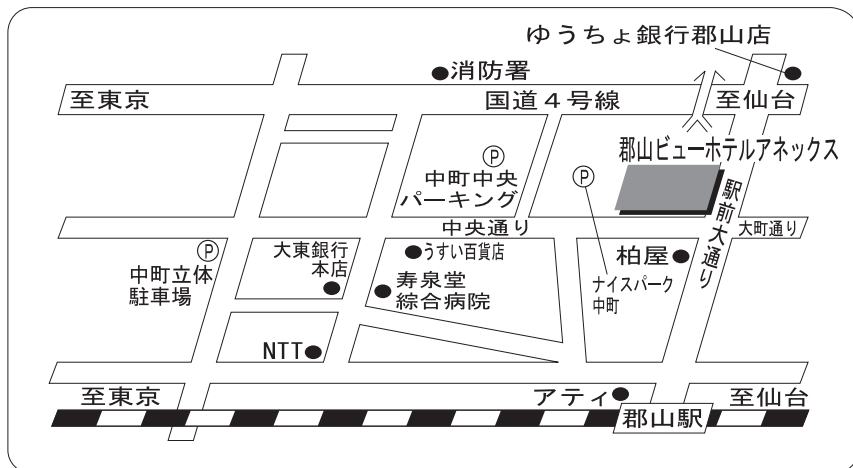 ゆうちょ銀行郡山店
消防署
至東京
国道4号線
至仙台
郡山ビューホテルアネックス
P
中町中央
パーキング
P
駅前大通り
中央通り
大町通り
P
中町立体
駐車場
大東銀行
本店
うすい百貨店
寿泉堂
綜合病院
柏屋
ナイスパーク
中町
NTT
至東京
アティ
至仙台
郡山駅